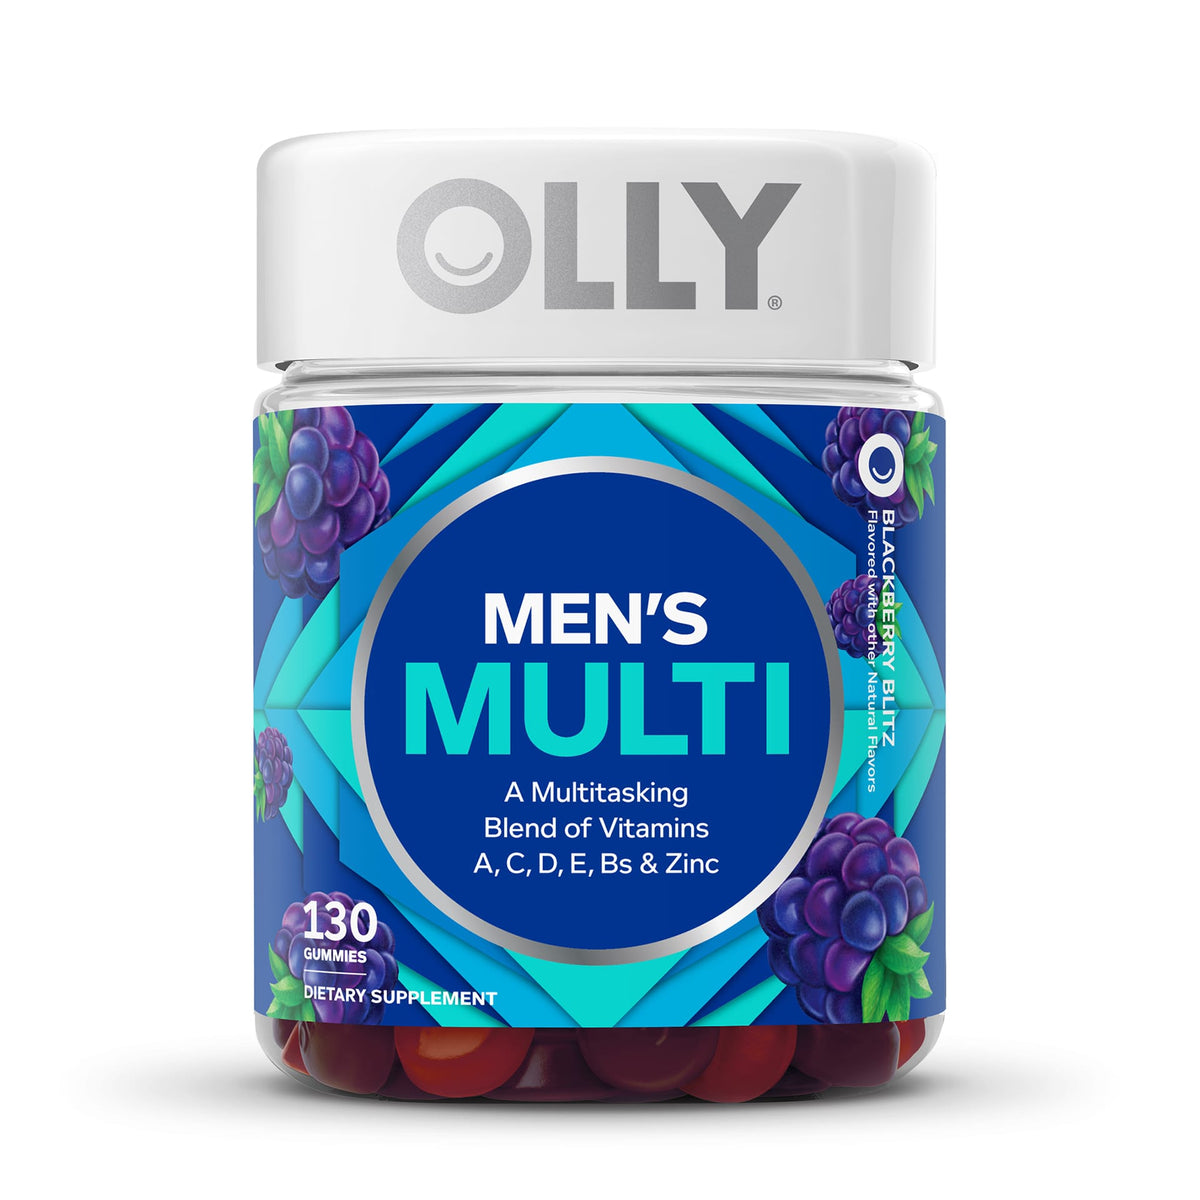 OLLY®
MEN'S
MULTI
A Multitasking
Blend of Vitamins
A, C, D, E, Bs & Zinc
BLACKBERRY BLITZ
Flavored with other Natural Flavors
130
GUMMIES
DIETARY SUPPLEMENT